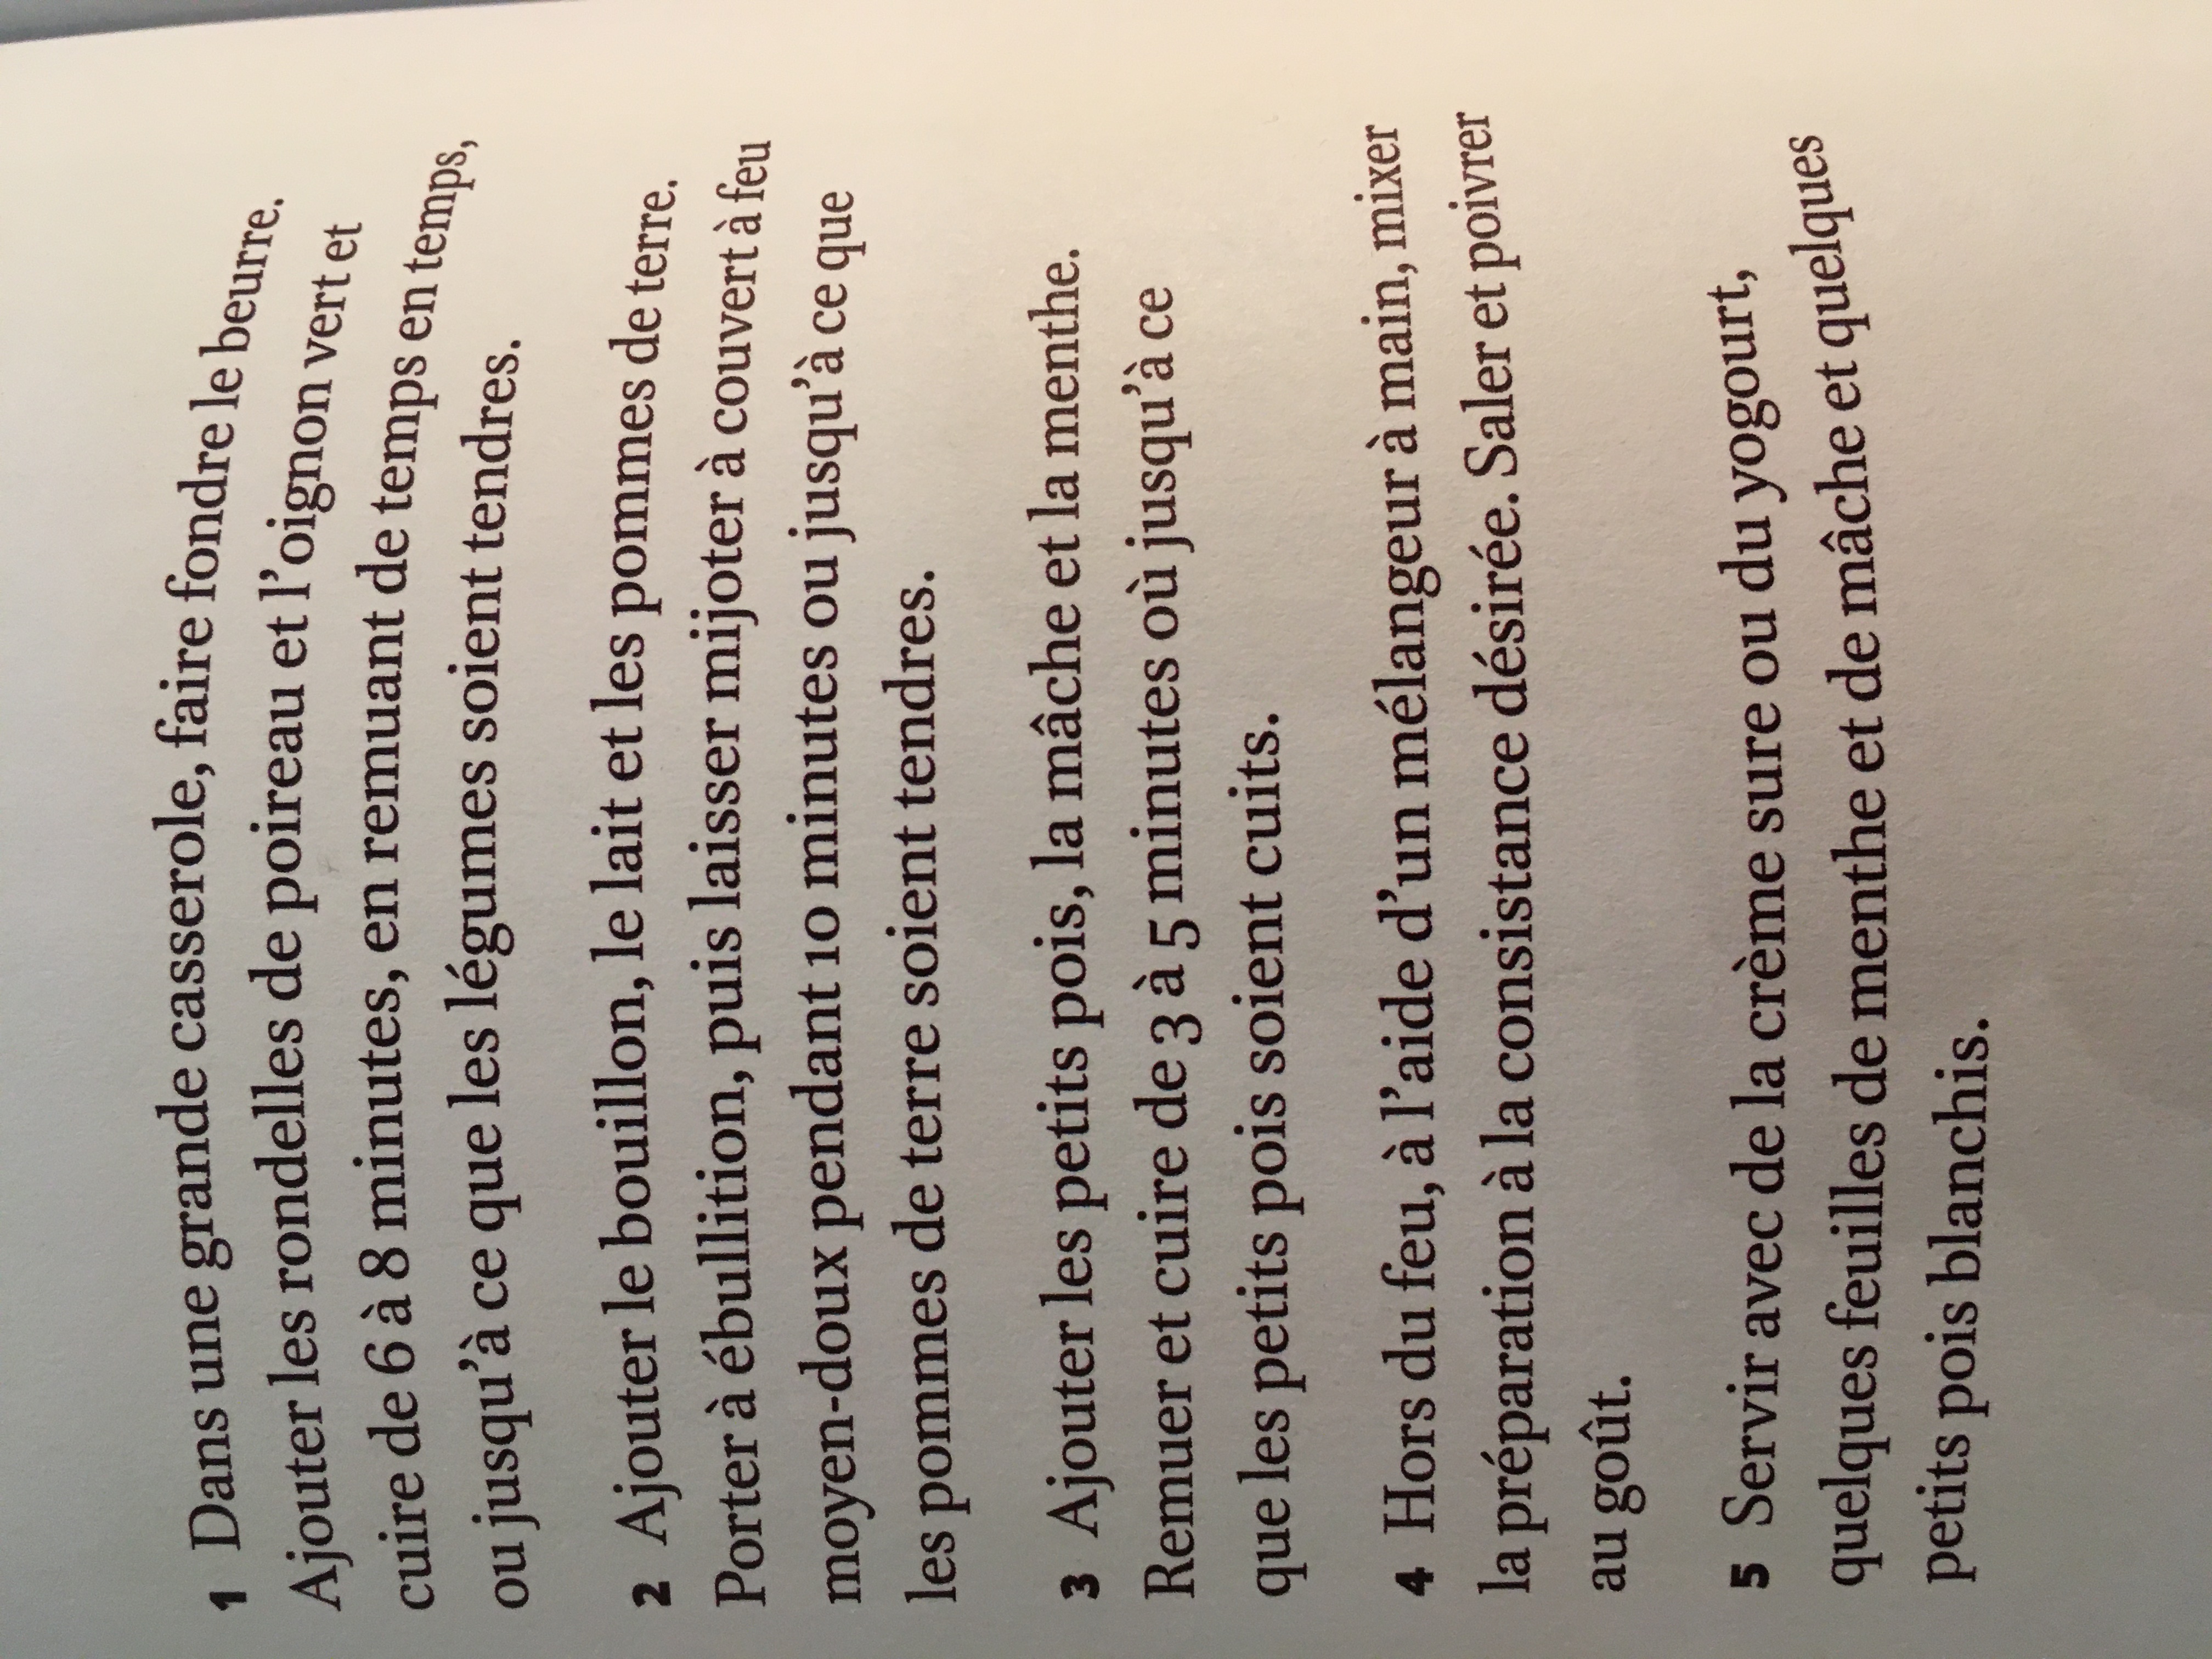 1 Dans une grande casserole, faire fondre le beurre.
Ajouter les rondelles de poireau et l'oignon vert et
cuire de 6 à 8 minutes, en remuant de temps en temps,
ou jusqu'à ce que les légumes soient tendres.
2 Ajouter le bouillon, le lait et les pommes de terre.
Porter à ébullition, puis laisser mijoter à couvert à feu
moyen-doux pendant 10 minutes ou jusqu'à ce que
les pommes de terre soient tendres.
3 Ajouter les petits pois, la mâche et la menthe.
Remuer et cuire de 3 à 5 minutes où jusqu'à ce
que les petits pois soient cuits.
4 Hors du feu, à l'aide d'un mélangeur à main, mixer
la préparation à la consistance désirée. Saler et poivrer
au goût.
5 Servir avec de la crème sure ou du yogourt,
quelques feuilles de menthe et de mâche et quelques
petits pois blanchis.